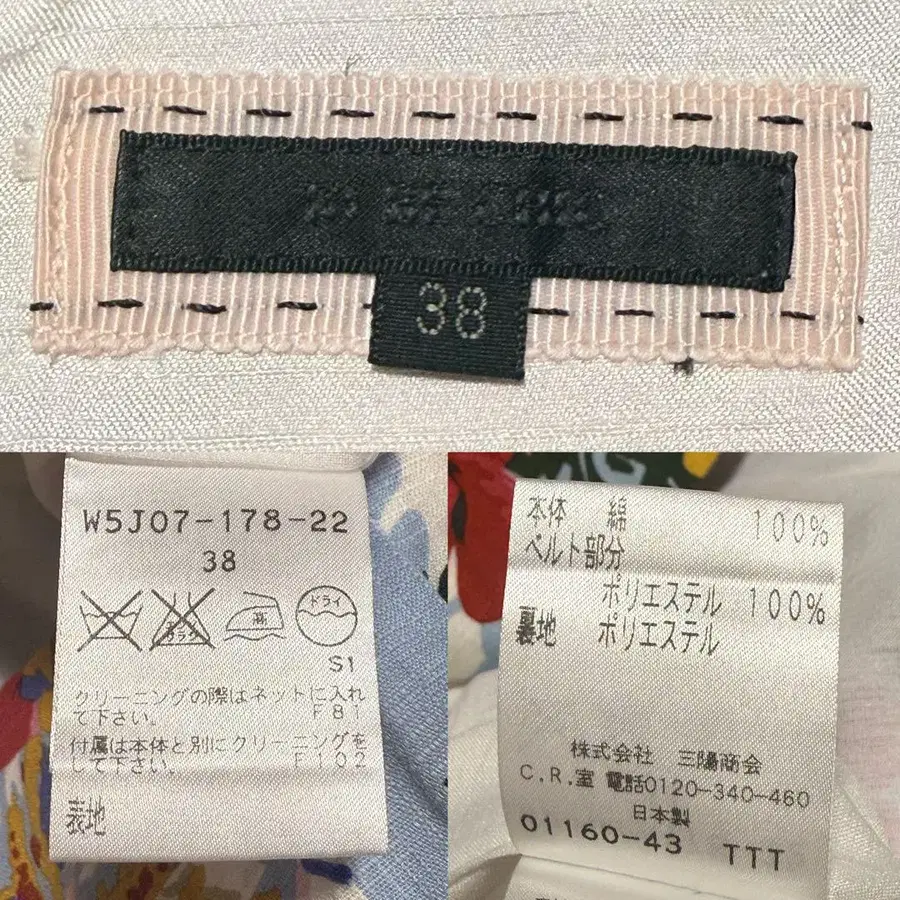 38
W5J07-178-22
38
高
ドライ
S1
クリーニングの際はネットに入れ
て下さい。 F81
付属は本体と別にクリーニングを
して下さい。 F102
表地
本体 綿 100%
ベルト部分
ポリエステル 100%
裏地 ポリエステル
株式会社 三陽商会
C.R.室 電話0120-340-460
日本製
01160-43 TTT